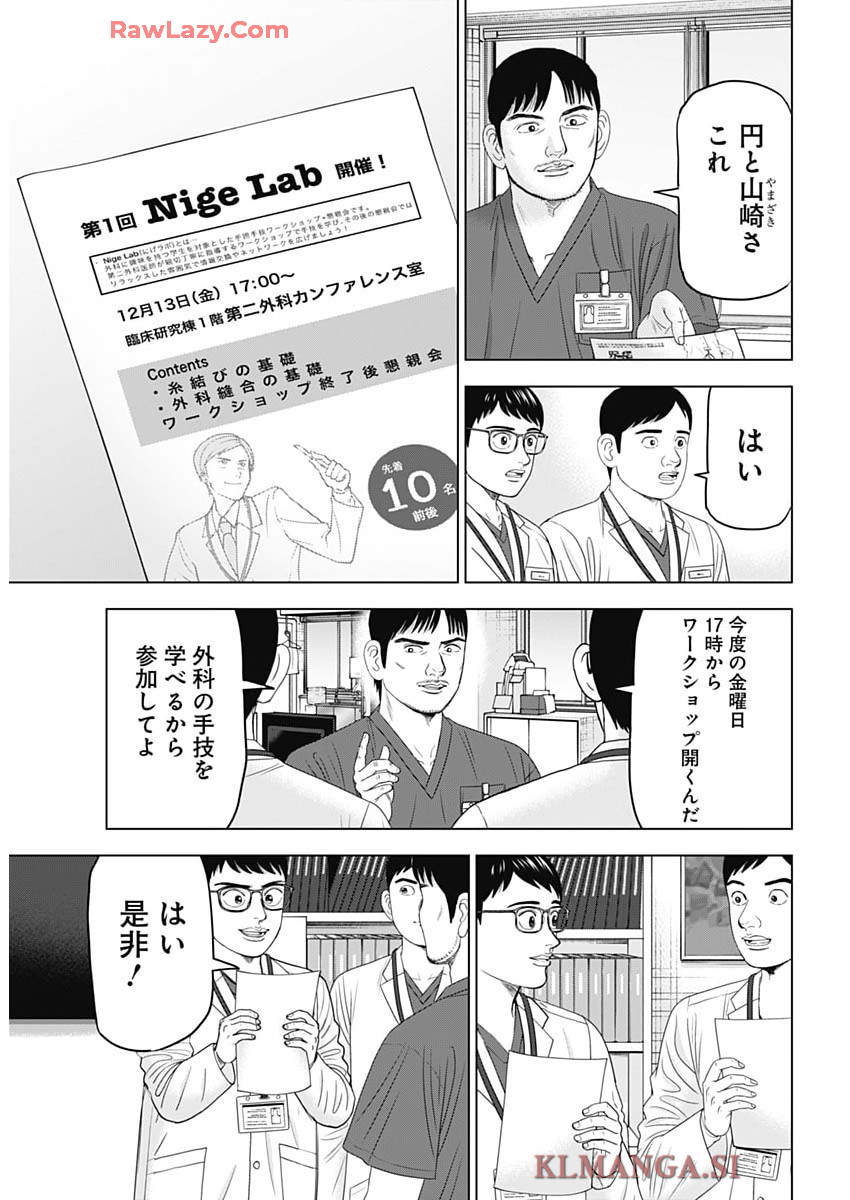 RawLazy.Com
円と山崎さ
やまざき
これ
第1回 Nige Lab 開催！
Nige Lab(にげラボ)とは…
外科に興味を持つ学生を対象とした手技ワークショップ+懇親会です。
第二外科医師が親切丁寧に指導するワークショップで手技を学び、その後の懇親会では
リラックスした雰囲気で情報交換やネットワークを広げましょう！
12月13日(金) 17:00〜
臨床研究棟1階 第二外科カンファレンス室
Contents
・糸結びの基礎
・外科縫合の基礎
ワークショップ終了後懇親会
先着
10名
前後
はい
今度の金曜日
17時から
ワークショップ開くんだ
外科の手技を
学べるから
参加してよ
はい
是非！
KLMANGA.SI